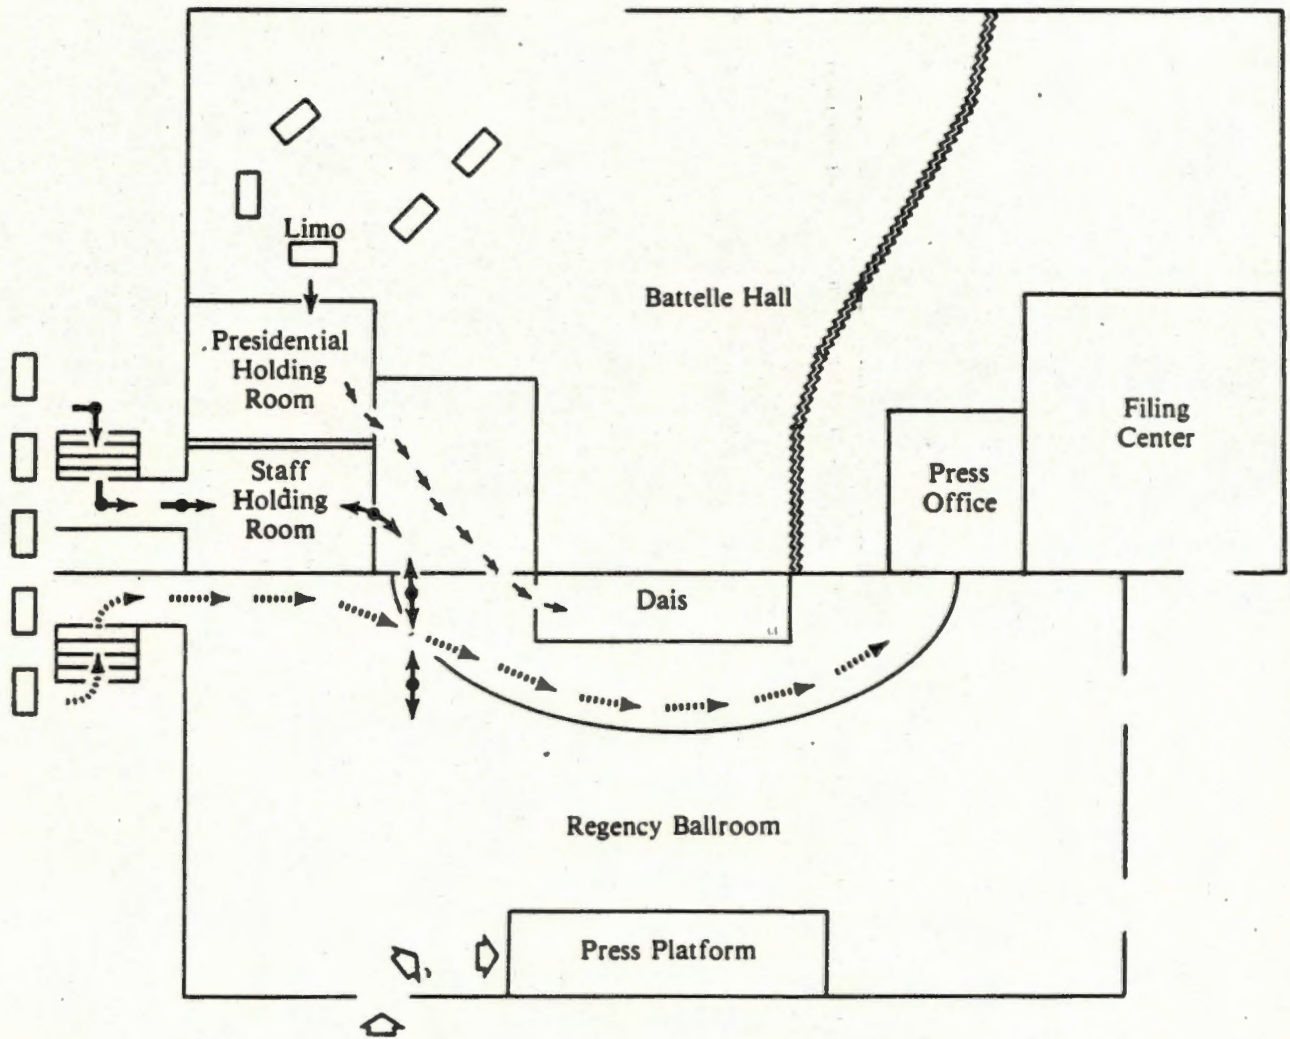 Limo
Battelle Hall
Presidential
Holding
Room
Staff
Holding
Room
Filing
Center
Press
Office
Dais
Regency Ballroom
Press Platform